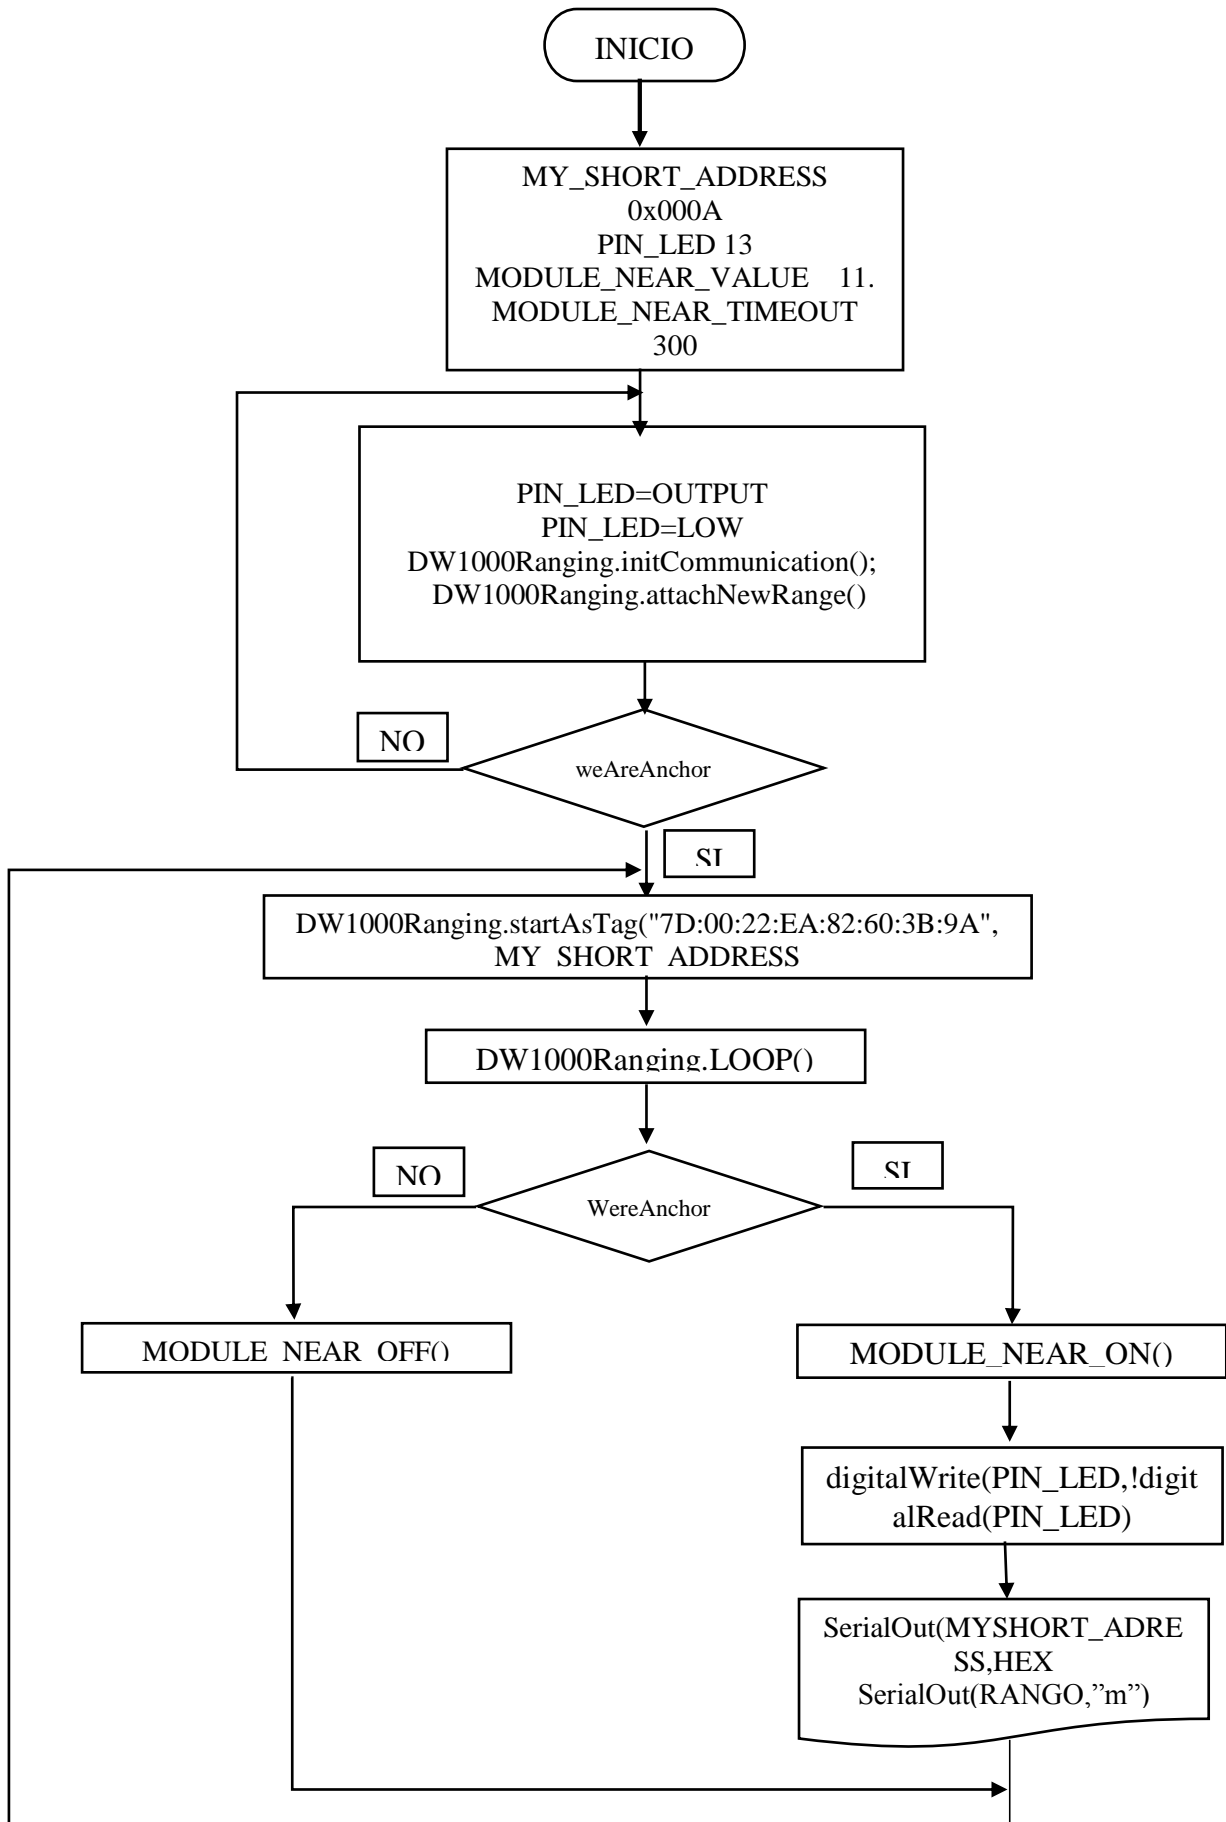 INICIO
MY_SHORT_ADDRESS
0x000A
PIN_LED 13
MODULE_NEAR_VALUE 11.
MODULE_NEAR_TIMEOUT
300
PIN_LED=OUTPUT
PIN_LED=LOW
DW1000Ranging.initCommunication();
DW1000Ranging.attachNewRange()
NO
weAreAnchor
SI
DW1000Ranging.startAsTag("7D:00:22:EA:82:60:3B:9A",
MY_SHORT_ADDRESS
DW1000Ranging.LOOP()
NO
SI
WereAnchor
MODULE_NEAR_OFF()
MODULE_NEAR_ON()
digitalWrite(PIN_LED,!digit
alRead(PIN_LED)
SerialOut(MYSHORT_ADRE
SS,HEX
SerialOut(RANGO,”m”)